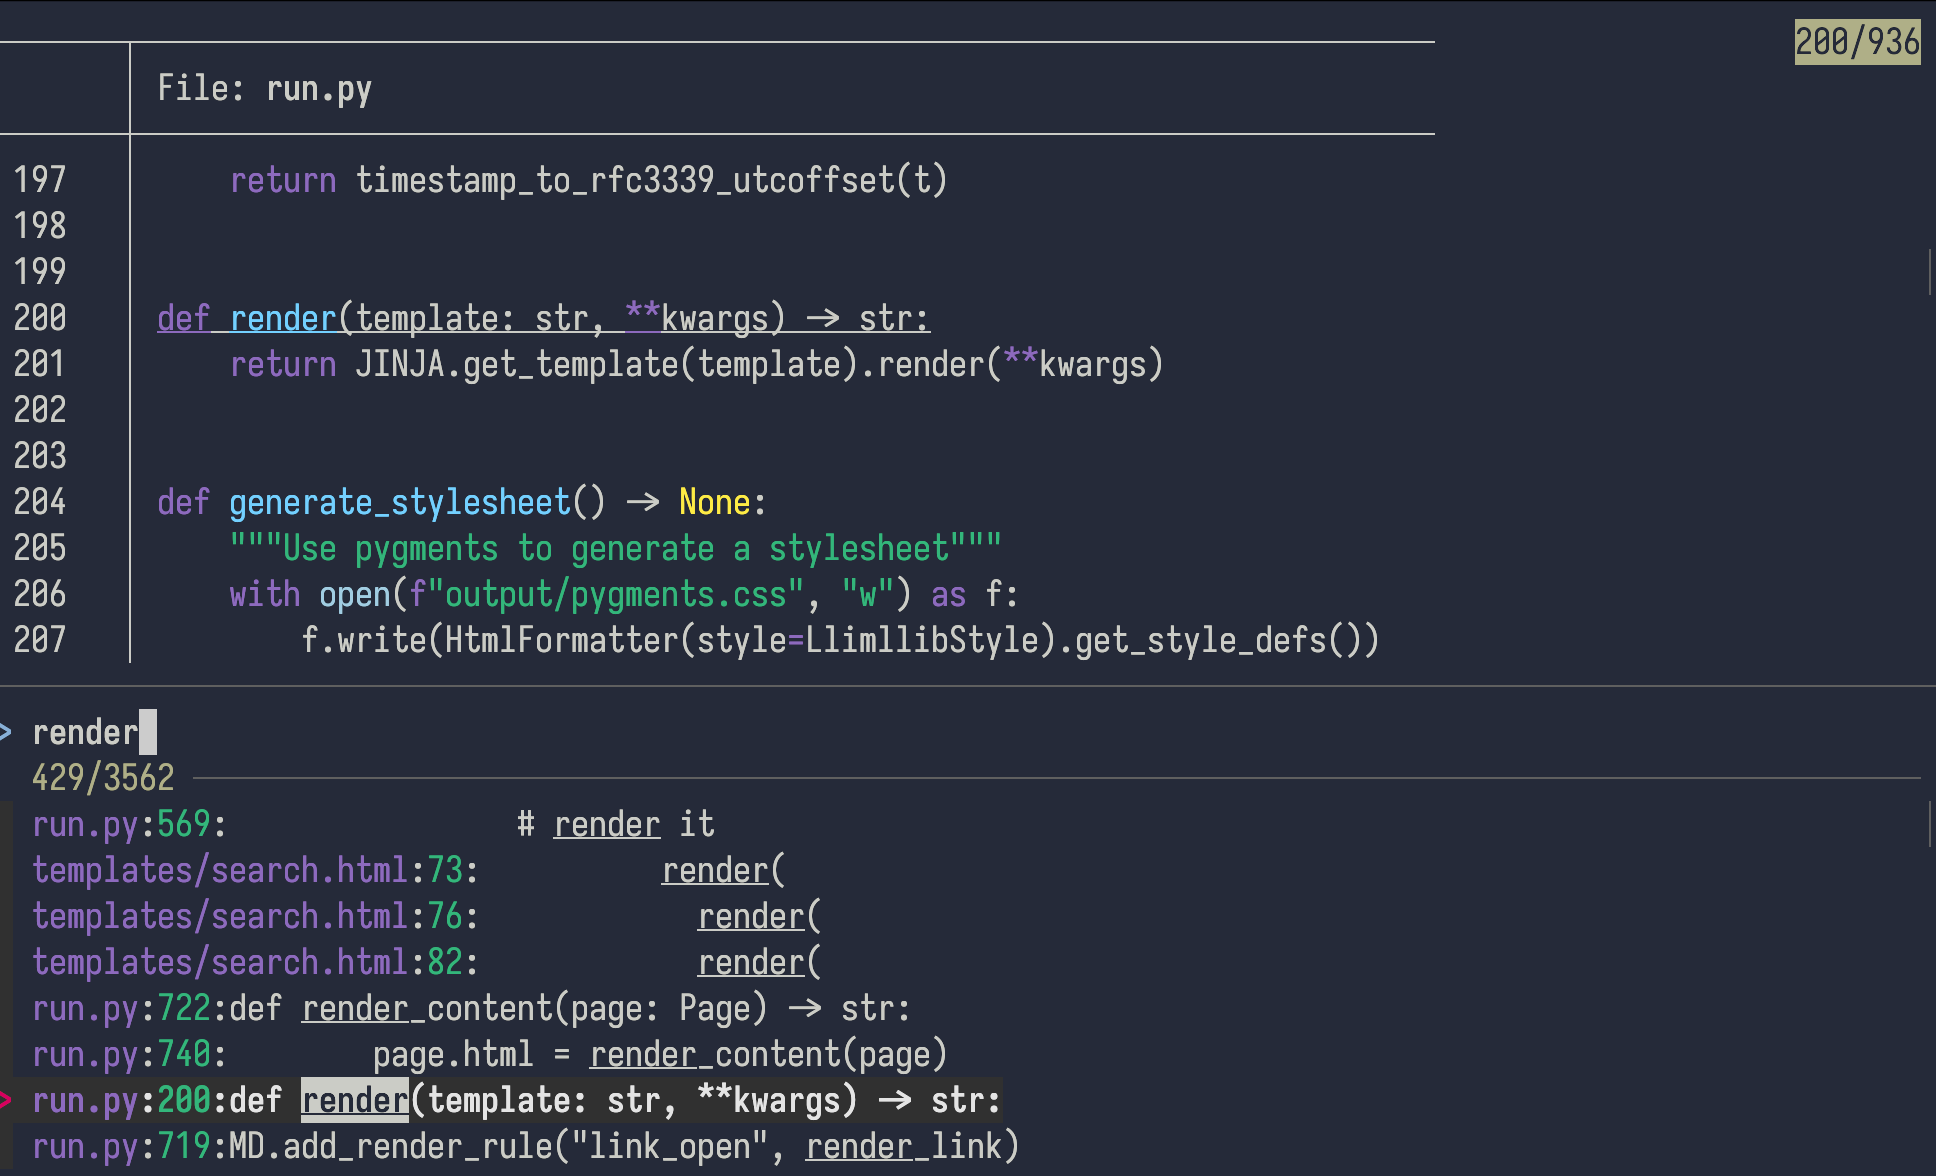 200/936
File: run.py
197     return timestamp_to_rfc3339_utcoffset(t)
198
199
200 def render(template: str, **kwargs) -> str:
201     return JINJA.get_template(template).render(**kwargs)
202
203
204 def generate_stylesheet() -> None:
205     """Use pygments to generate a stylesheet"""
206     with open(f"output/pygments.css", "w") as f:
207         f.write(HtmlFormatter(style=LlimllibStyle).get_style_defs())
> render
429/3562
run.py:569:                # render it
templates/search.html:73:          render(
templates/search.html:76:            render(
templates/search.html:82:            render(
run.py:722:def render_content(page: Page) -> str:
run.py:740:        page.html = render_content(page)
> run.py:200:def render(template: str, **kwargs) -> str:
run.py:719:MD.add_render_rule("link_open", render_link)